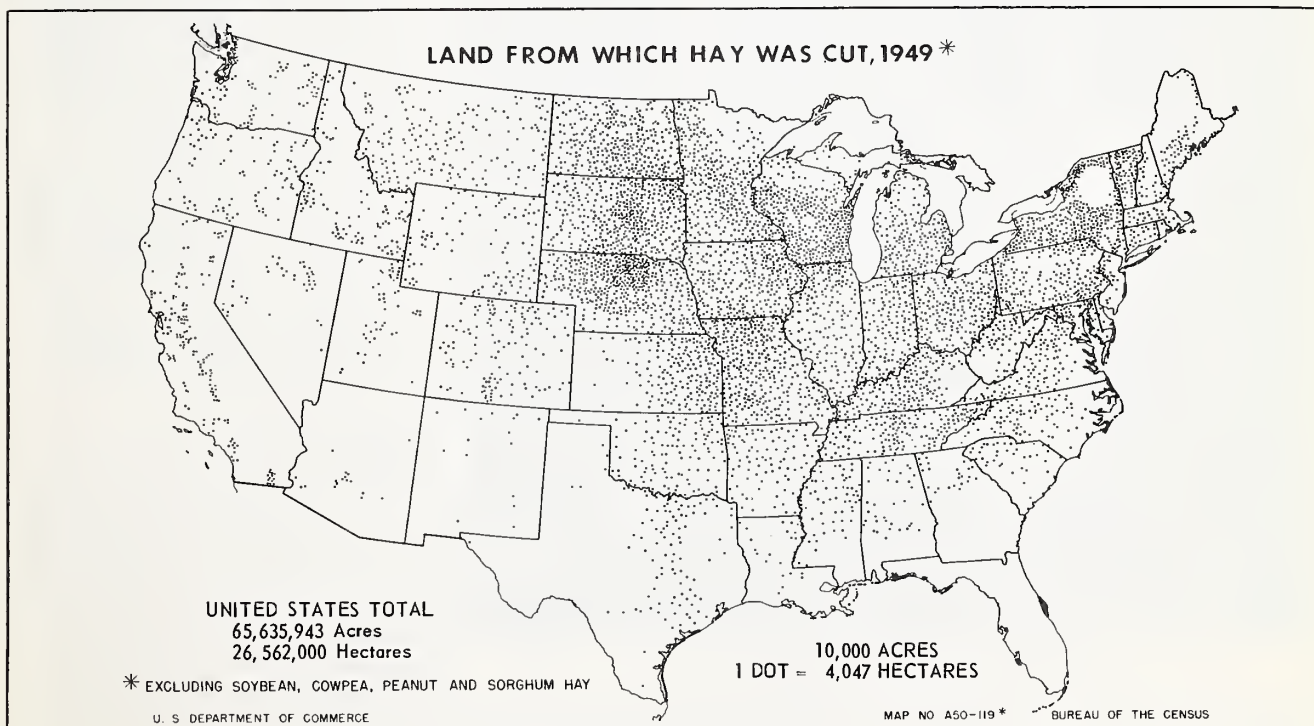 LAND FROM WHICH HAY WAS CUT, 1949*
UNITED STATES TOTAL
65,635,943 Acres
26,562,000 Hectares
10,000 ACRES
1 DOT = 4,047 HECTARES
* EXCLUDING SOYBEAN, COWPEA, PEANUT AND SORGHUM HAY
U. S DEPARTMENT OF COMMERCE
MAP NO A50-119*
BUREAU OF THE CENSUS